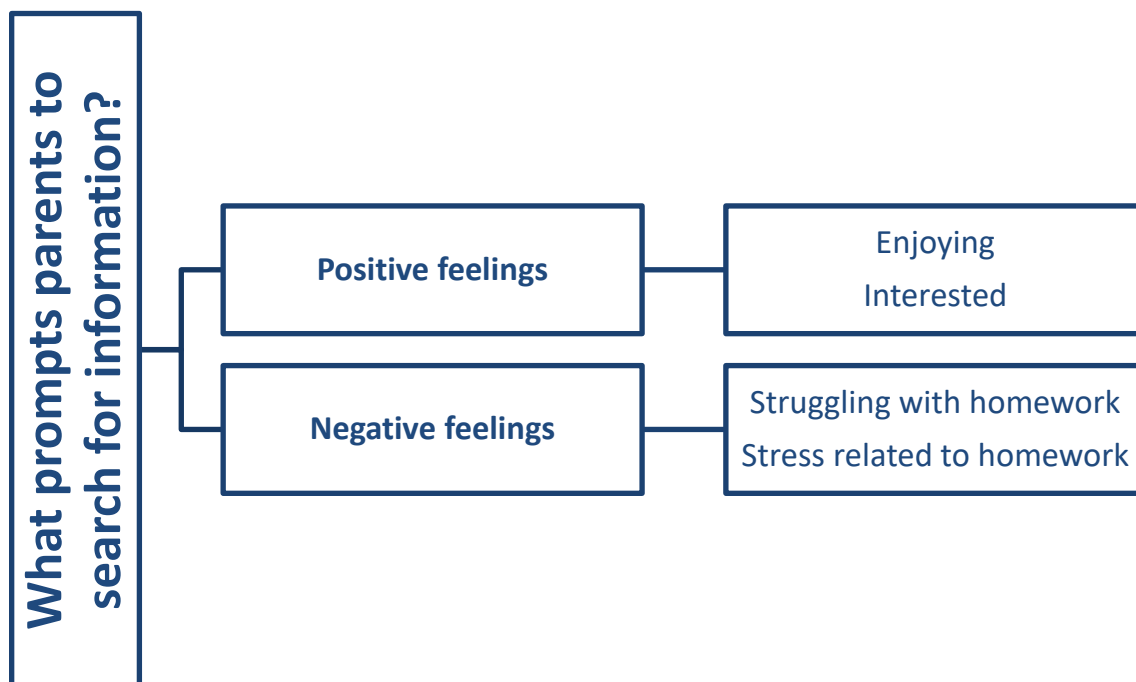 What prompts parents to
search for information?
Positive feelings
Enjoying
Interested
Negative feelings
Struggling with homework
Stress related to homework